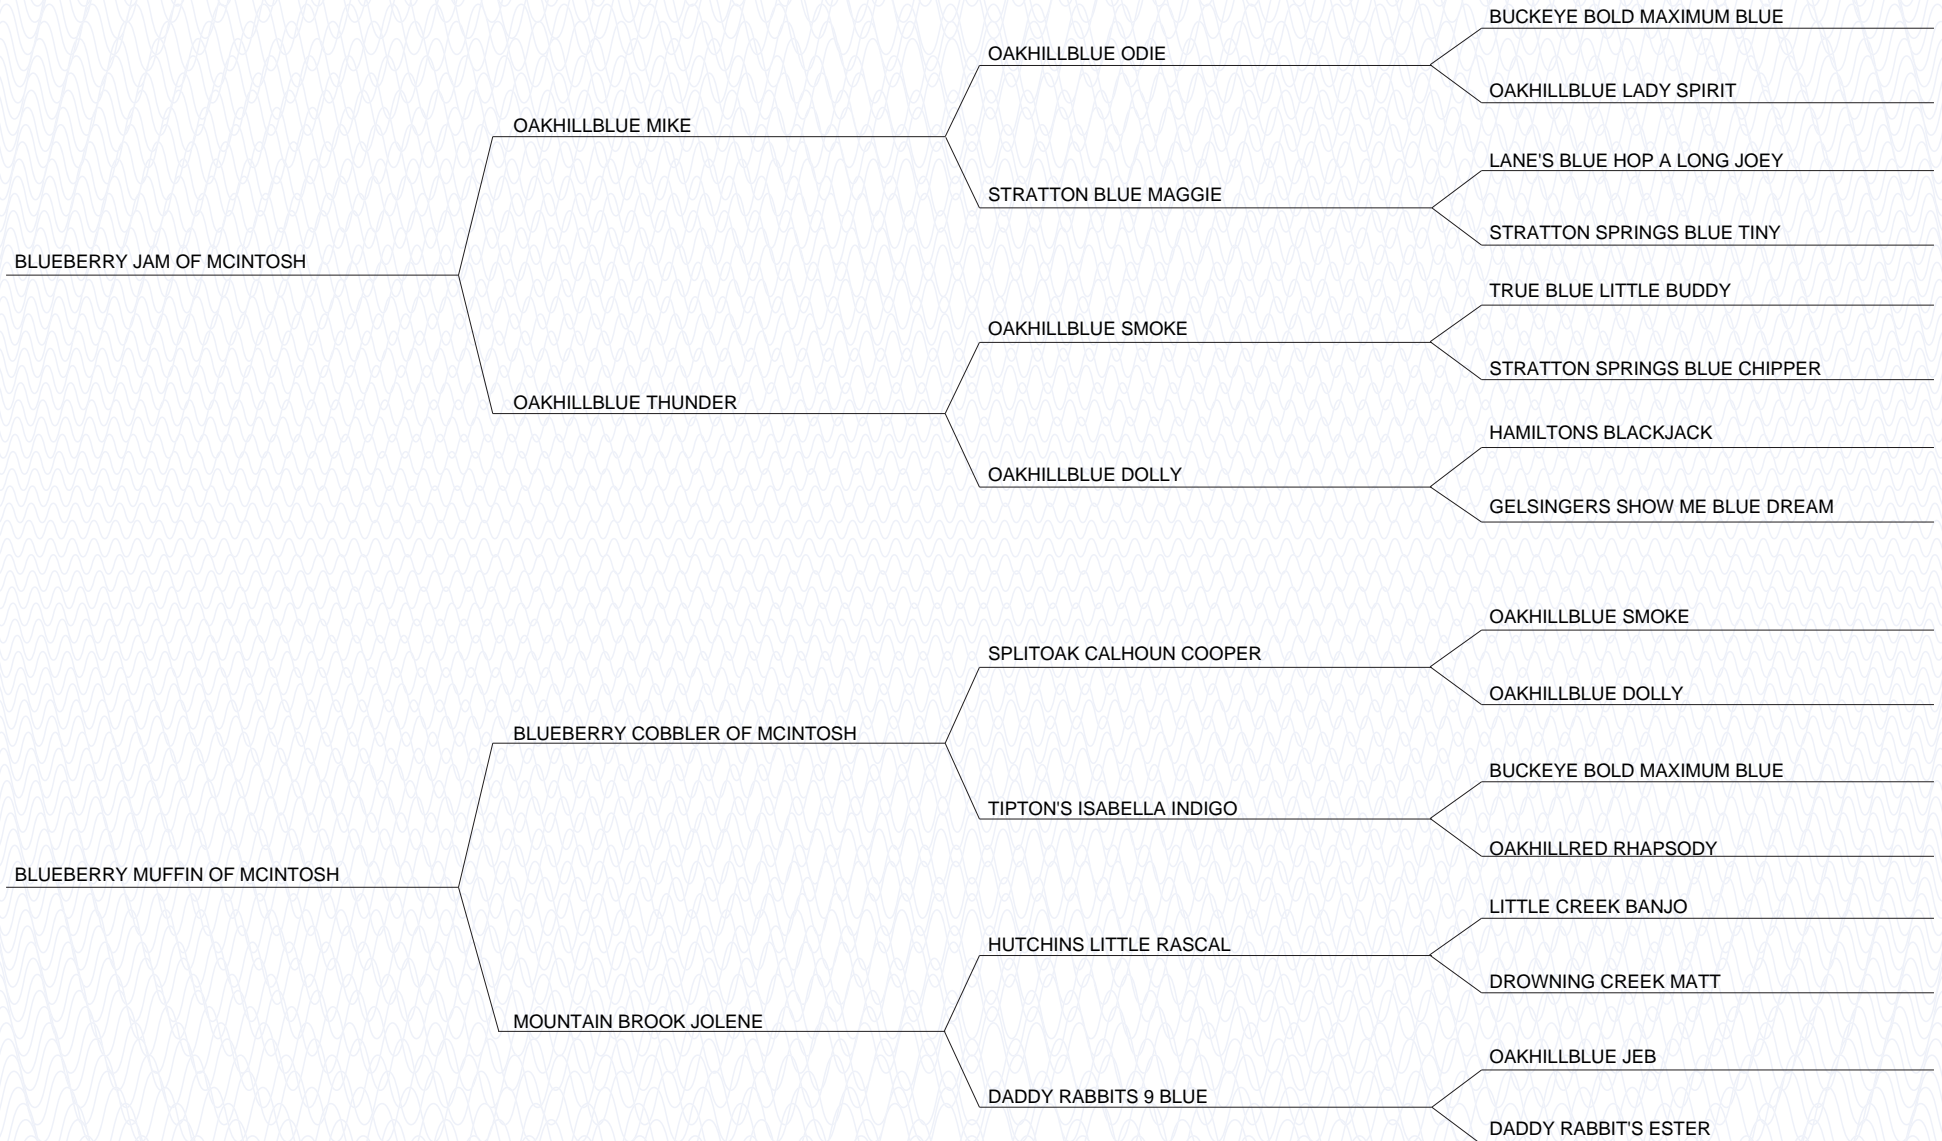 BUCKEYE BOLD MAXIMUM BLUE
OAKHILLBLUE ODIE
OAKHILLBLUE LADY SPIRIT
OAKHILLBLUE MIKE
LANE'S BLUE HOP A LONG JOEY
STRATTON BLUE MAGGIE
STRATTON SPRINGS BLUE TINY
BLUEBERRY JAM OF MCINTOSH
TRUE BLUE LITTLE BUDDY
OAKHILLBLUE SMOKE
STRATTON SPRINGS BLUE CHIPPER
OAKHILLBLUE THUNDER
HAMILTONS BLACKJACK
OAKHILLBLUE DOLLY
GELSINGERS SHOW ME BLUE DREAM
OAKHILLBLUE SMOKE
SPLITOAK CALHOUN COOPER
OAKHILLBLUE DOLLY
BLUEBERRY COBBLER OF MCINTOSH
BUCKEYE BOLD MAXIMUM BLUE
TIPTON'S ISABELLA INDIGO
OAKHILLRED RHAPSODY
BLUEBERRY MUFFIN OF MCINTOSH
LITTLE CREEK BANJO
HUTCHINS LITTLE RASCAL
DROWNING CREEK MATT
MOUNTAIN BROOK JOLENE
OAKHILLBLUE JEB
DADDY RABBITS 9 BLUE
DADDY RABBIT'S ESTER